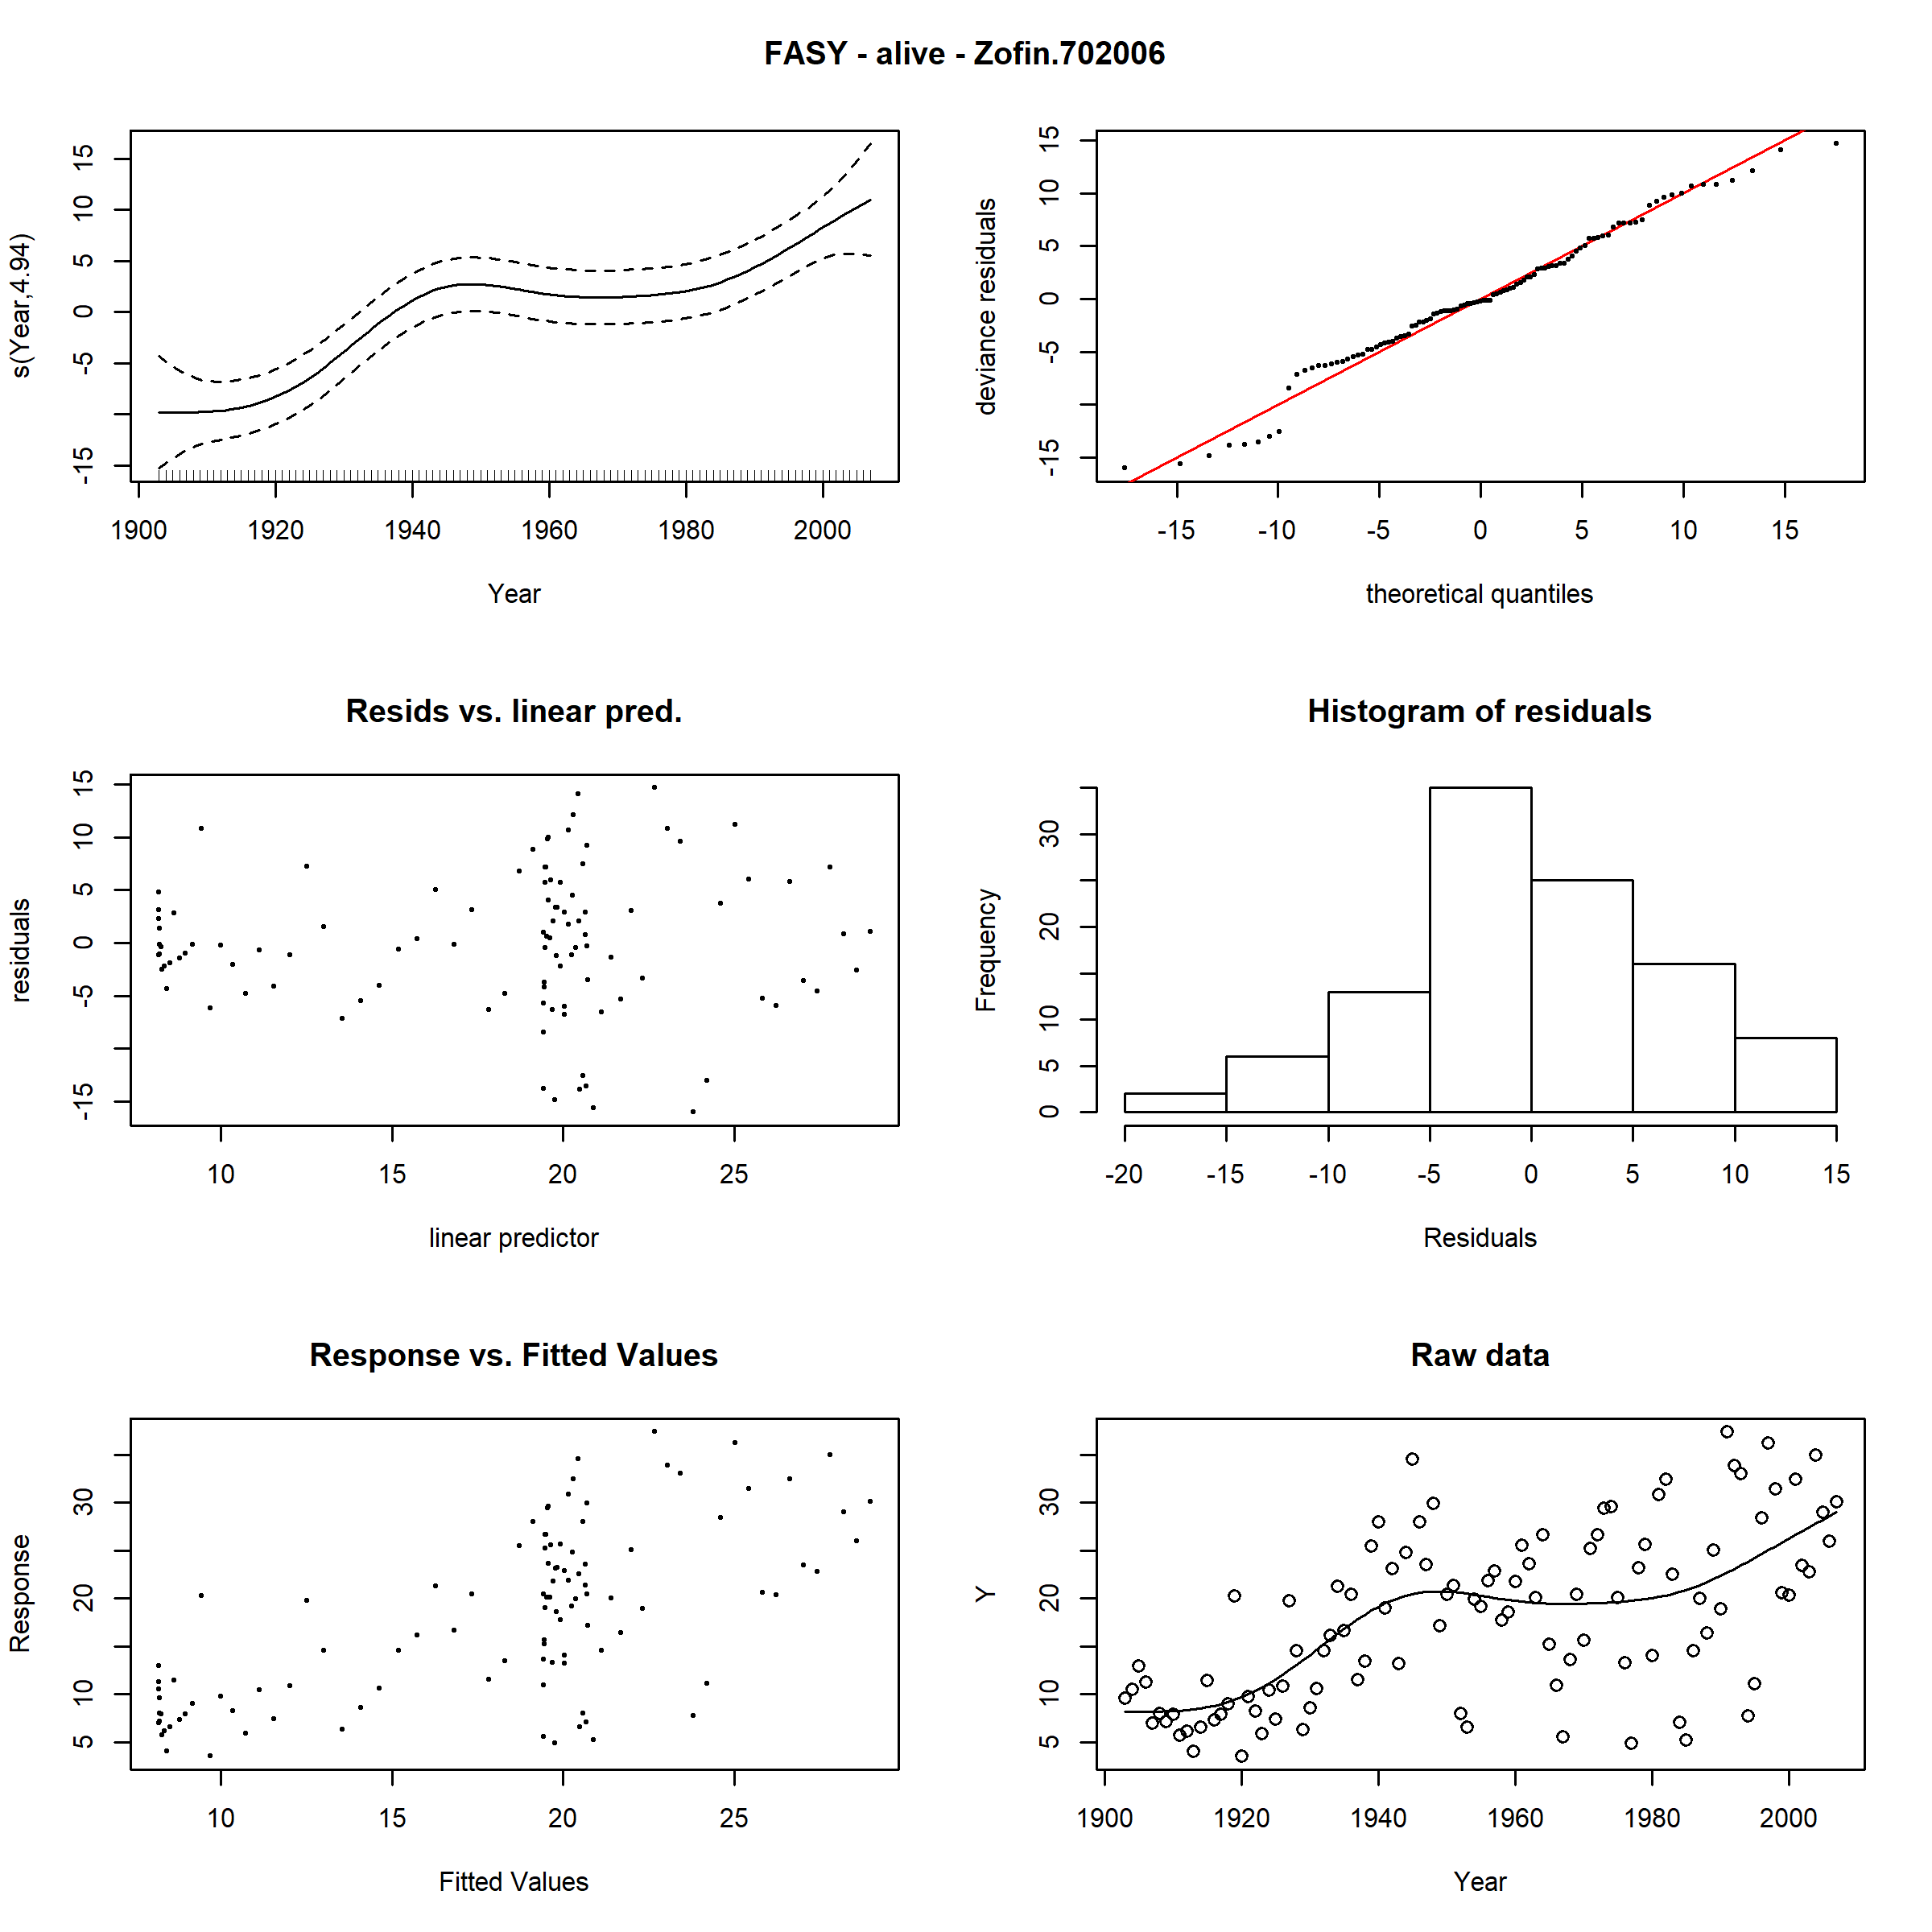 FASY - alive - Zofin.702006
s(Year,4.94)
15
10
5
0
-5
-15
1900 1920 1940 1960 1980 2000
Year
deviance residuals
15
10
5
0
-5
-15
-15 -10 -5 0 5 10 15
theoretical quantiles
Resids vs. linear pred.
residuals
15
10
5
0
-5
-15
10 15 20 25
linear predictor
Histogram of residuals
Frequency
30
20
10
5
0
-20 -15 -10 -5 0 5 10 15
Residuals
Response vs. Fitted Values
Response
30
20
10
5
10 15 20 25
Fitted Values
Raw data
Y
30
20
10
5
1900 1920 1940 1960 1980 2000
Year